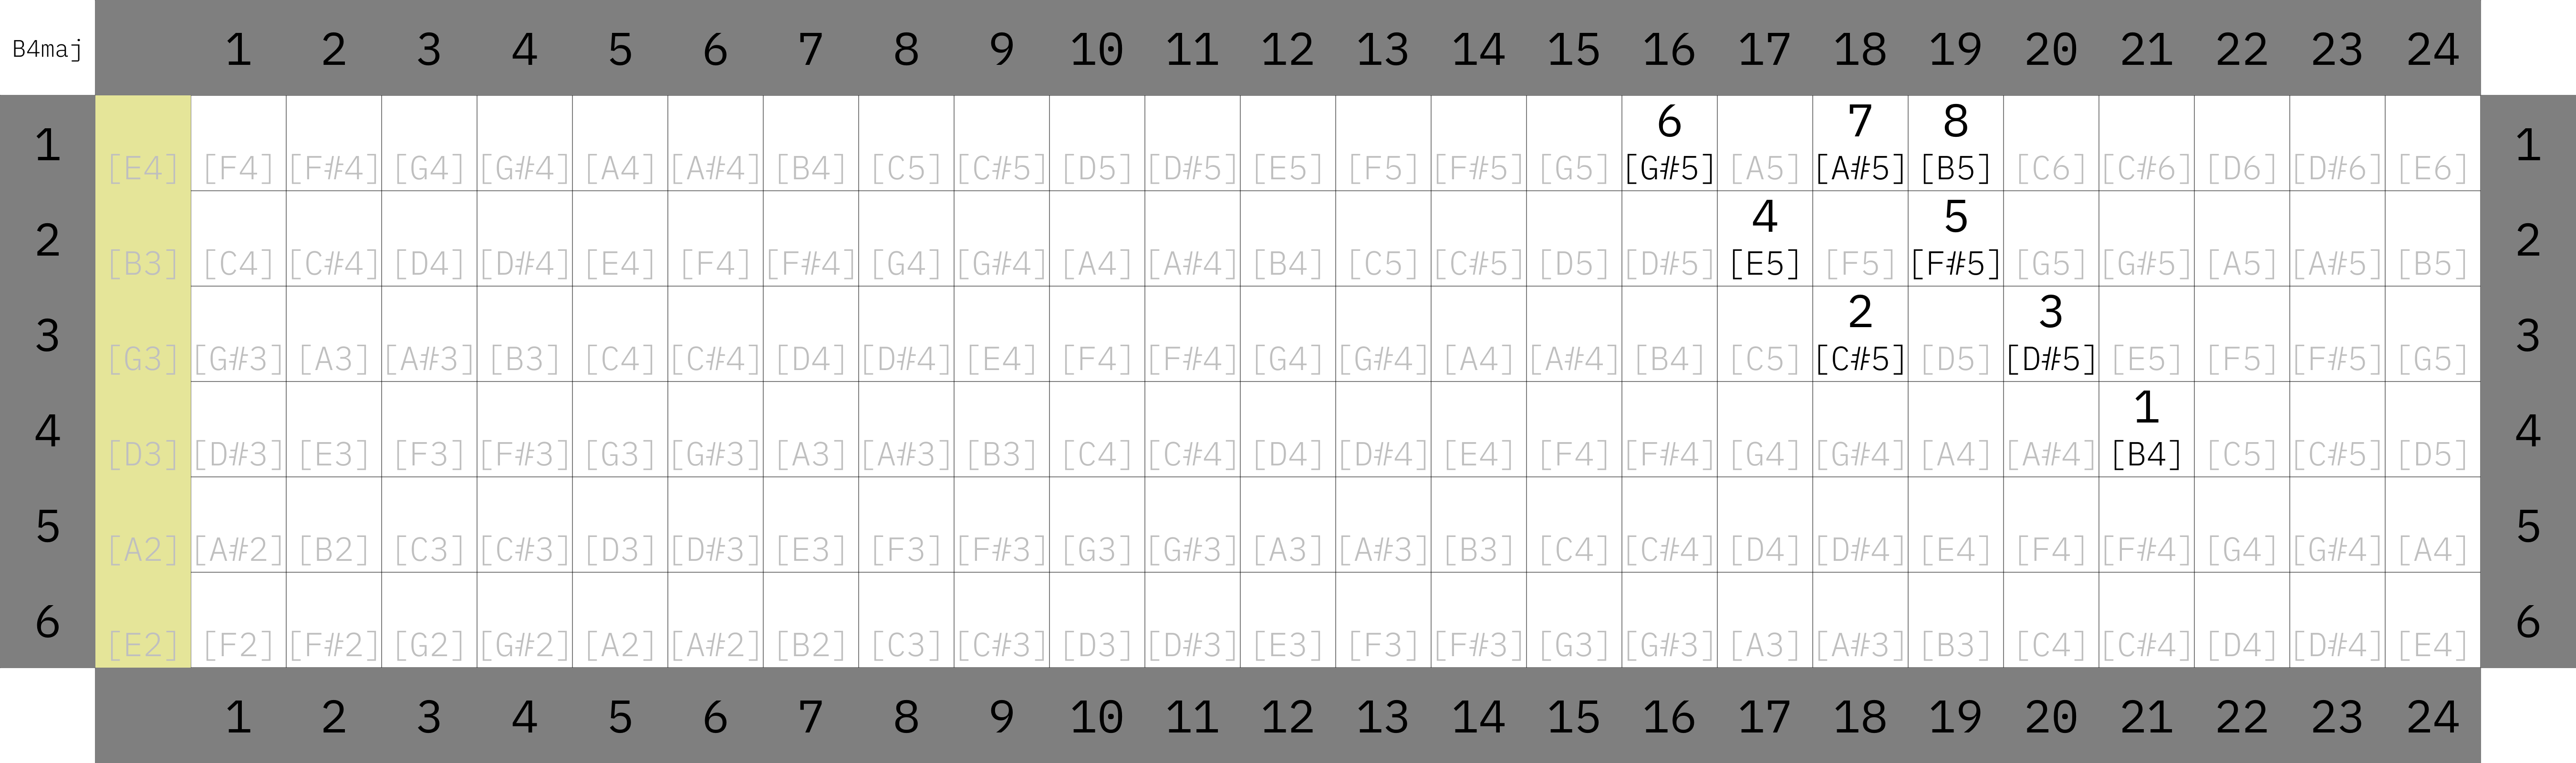 B4maj 1 2 3 4 5 6 7 8 9 10 11 12 13 14 15 16 17 18 19 20 21 22 23 24
6 7 8
1 [E4] [F4] [F#4] [G4] [G#4] [A4] [A#4] [B4] [C5] [C#5] [D5] [D#5] [E5] [F5] [F#5] [G5] [G#5] [A5] [A#5] [B5] [C6] [C#6] [D6] [D#6] [E6] 1
4 5
2 [B3] [C4] [C#4] [D4] [D#4] [E4] [F4] [F#4] [G4] [G#4] [A4] [A#4] [B4] [C5] [C#5] [D5] [D#5] [E5] [F5] [F#5] [G5] [G#5] [A5] [A#5] [B5] 2
2 3
3 [G3] [G#3] [A3] [A#3] [B3] [C4] [C#4] [D4] [D#4] [E4] [F4] [F#4] [G4] [G#4] [A4] [A#4] [B4] [C5] [C#5] [D5] [D#5] [E5] [F5] [F#5] [G5] 3
1
4 [D3] [D#3] [E3] [F3] [F#3] [G3] [G#3] [A3] [A#3] [B3] [C4] [C#4] [D4] [D#4] [E4] [F4] [F#4] [G4] [G#4] [A4] [A#4] [B4] [C5] [C#5] [D5] 4
5 [A2] [A#2] [B2] [C3] [C#3] [D3] [D#3] [E3] [F3] [F#3] [G3] [G#3] [A3] [A#3] [B3] [C4] [C#4] [D4] [D#4] [E4] [F4] [F#4] [G4] [G#4] [A4] 5
6 [E2] [F2] [F#2] [G2] [G#2] [A2] [A#2] [B2] [C3] [C#3] [D3] [D#3] [E3] [F3] [F#3] [G3] [G#3] [A3] [A#3] [B3] [C4] [C#4] [D4] [D#4] [E4] 6
1 2 3 4 5 6 7 8 9 10 11 12 13 14 15 16 17 18 19 20 21 22 23 24